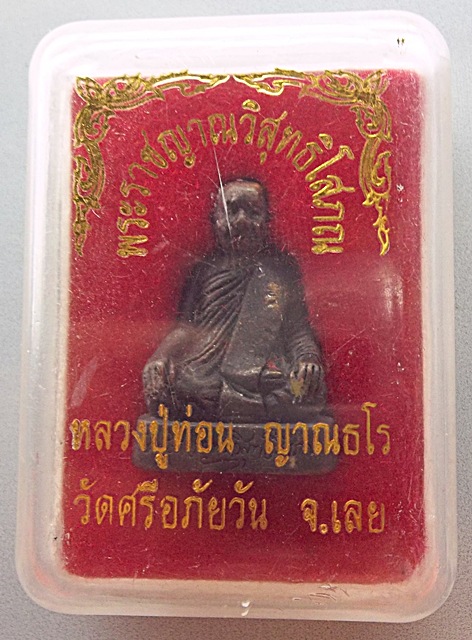 พระราชญาณวิสุทธิโสภณ
หลวงปู่ท่อน ญาณธโร
วัดศรีอภัยวัน จ.เลย